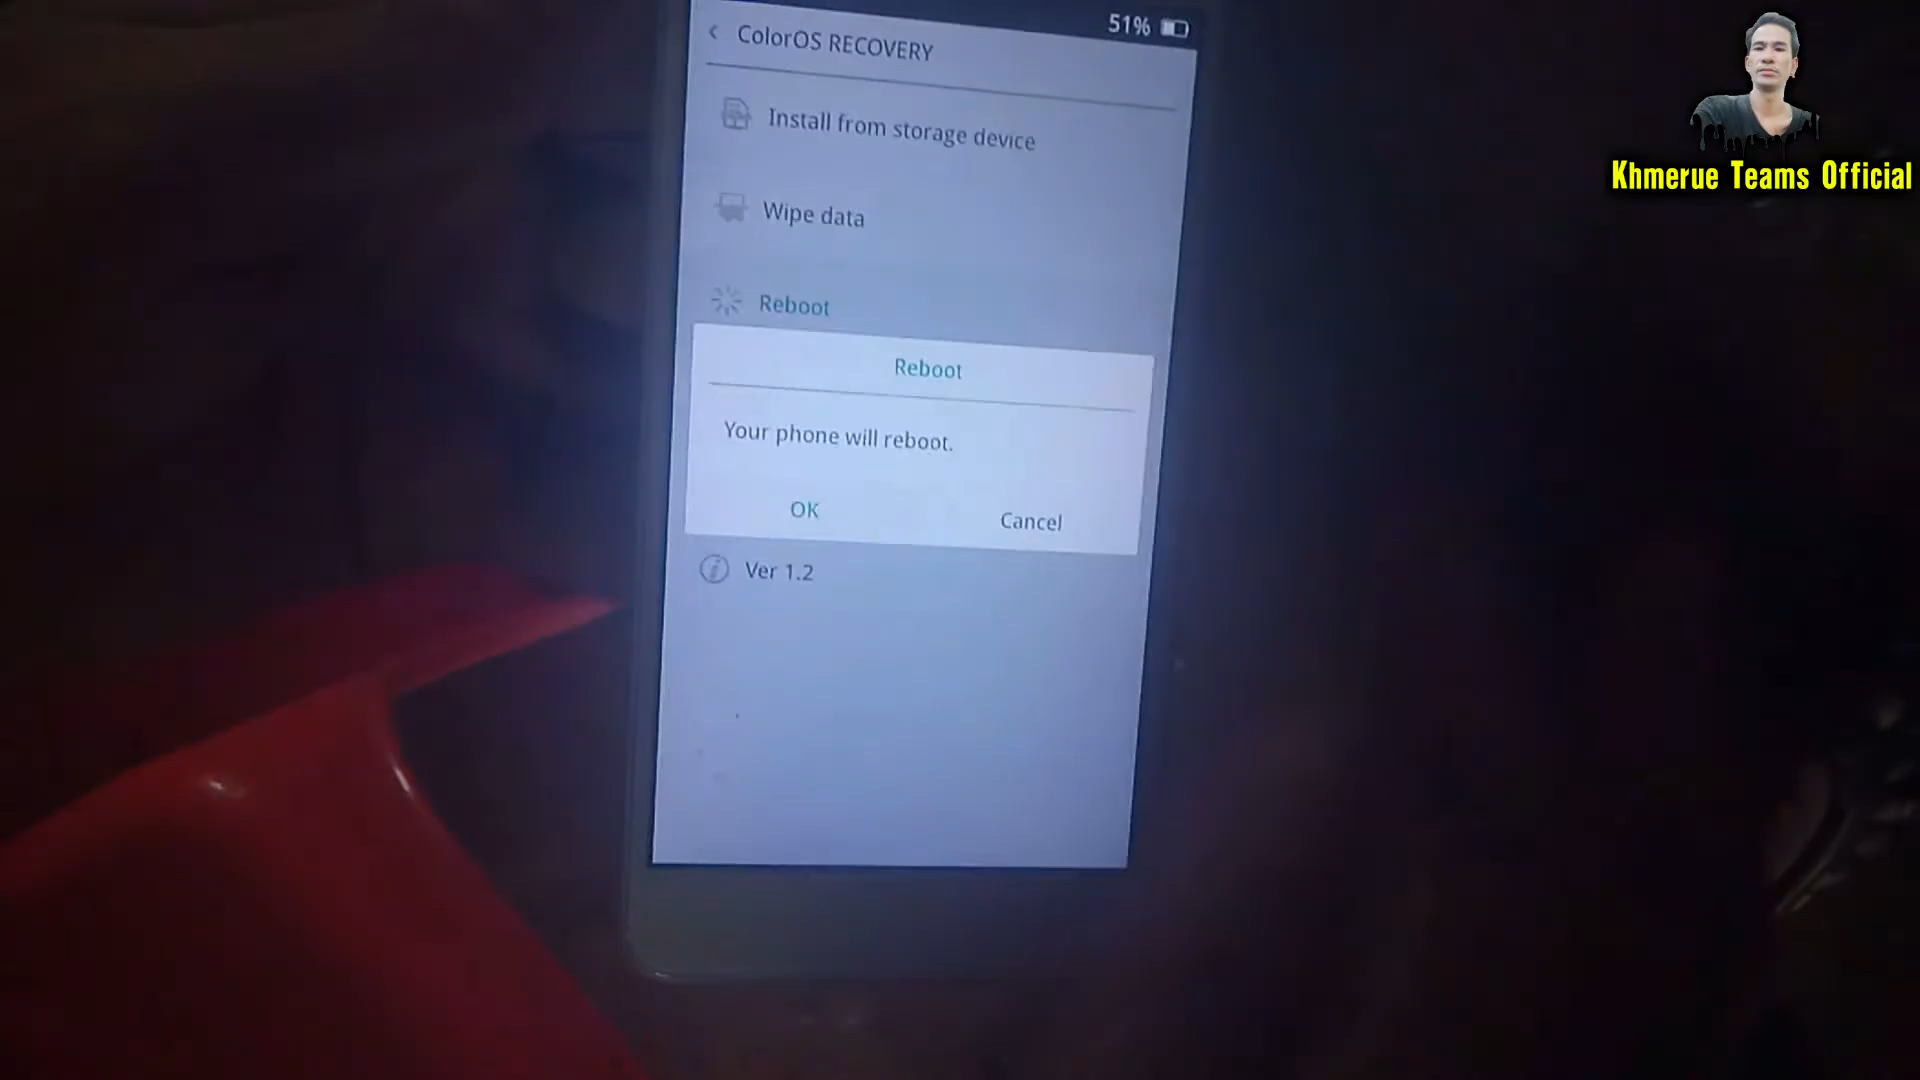 51%
ColorOS RECOVERY
Install from storage device
Wipe data
Reboot
Reboot
Your phone will reboot.
OK Cancel
Ver 1.2
Khmerue Teams Official